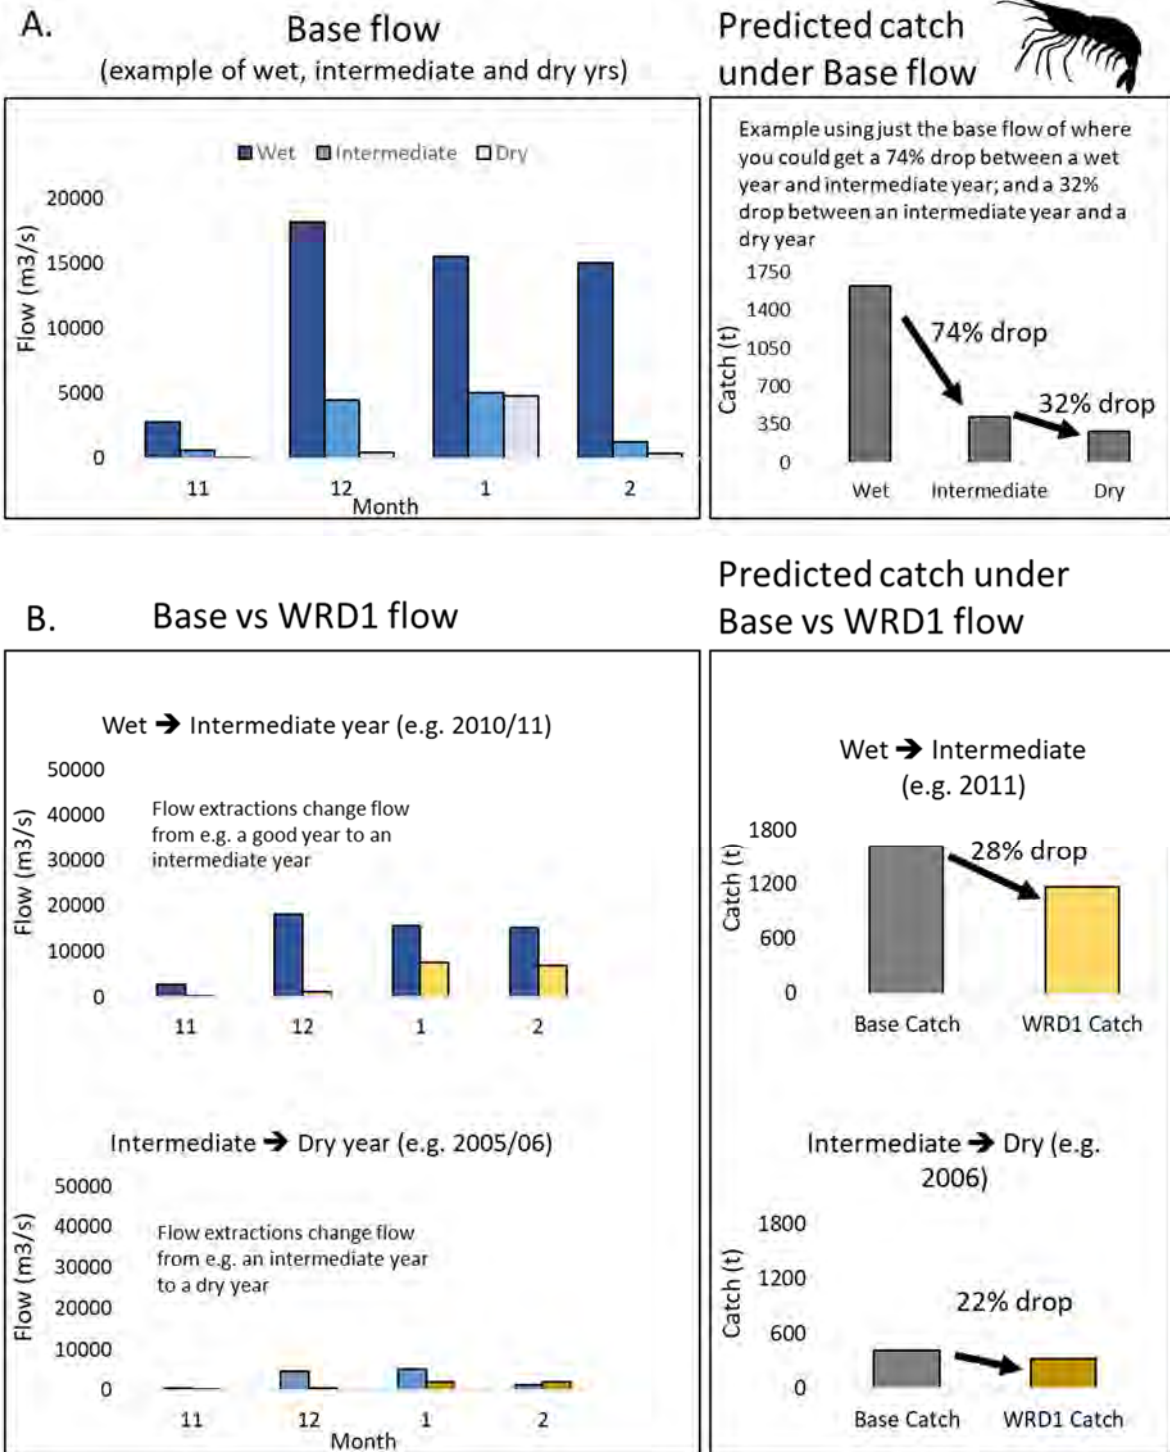 A.
Base flow
(example of wet, intermediate and dry yrs)
Wet Intermediate Dry
Flow (m3/s)
20000
15000
10000
5000
0
11 12 1 2
Month
Predicted catch
under Base flow
Example using just the base flow of where
you could get a 74% drop between a wet
year and intermediate year; and a 32%
drop between an intermediate year and a
dry year
Catch (t)
1750
1400
1050
700
350
0
74% drop
32% drop
Wet Intermediate Dry
B.
Base vs WRD1 flow
Wet ➔ Intermediate year (e.g. 2010/11)
Flow (m3/s)
50000
40000
30000
20000
10000
0
Flow extractions change flow
from e.g. a good year to an
intermediate year
11 12 1 2
Intermediate ➔ Dry year (e.g. 2005/06)
Flow (m3/s)
50000
40000
30000
20000
10000
0
Flow extractions change flow
from e.g. an intermediate year
to a dry year
11 12 1 2
Month
Predicted catch under
Base vs WRD1 flow
Wet ➔ Intermediate
(e.g. 2011)
Catch (t)
1800
1200
600
0
28% drop
Base Catch WRD1 Catch
Intermediate ➔ Dry (e.g.
2006)
Catch (t)
1800
1200
600
0
22% drop
Base Catch WRD1 Catch